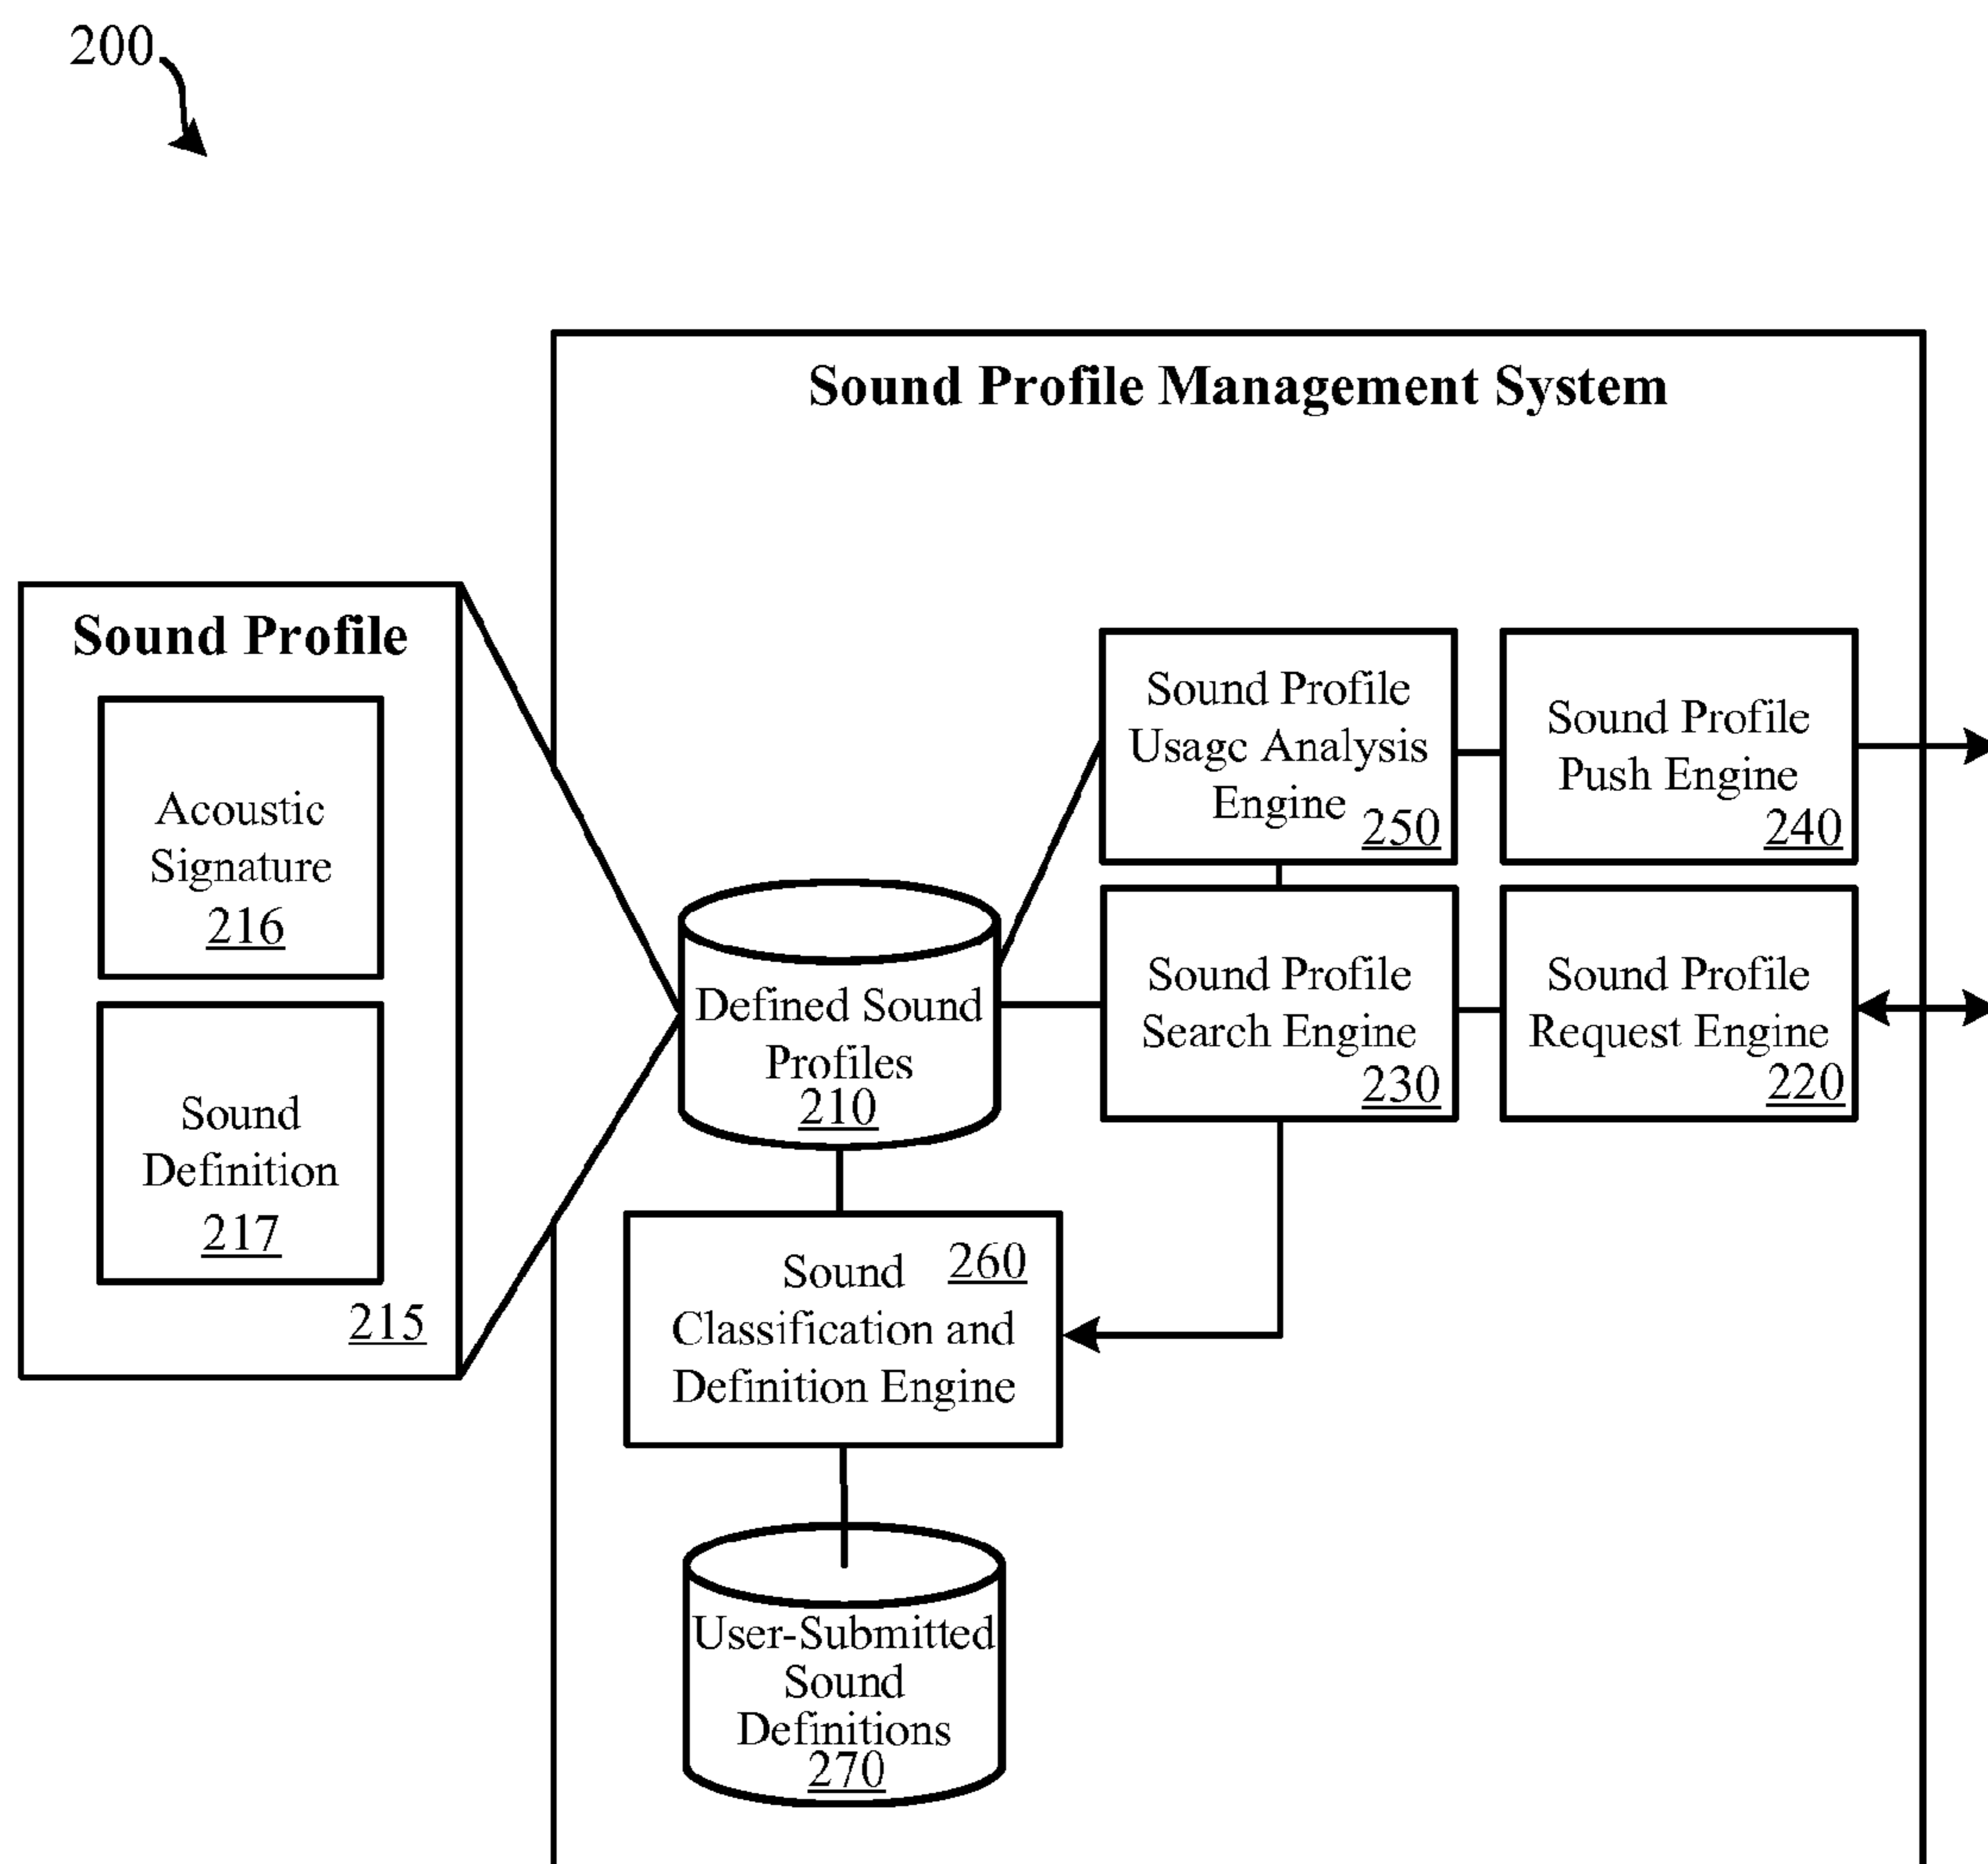 200
Sound Profile Management System
Sound Profile
Acoustic
Signature
216
Sound
Definition
217
215
Defined Sound
Profiles
210
Sound Profile
Usage Analysis
Engine
250
Sound Profile
Push Engine
240
Sound Profile
Search Engine
230
Sound Profile
Request Engine
220
Sound 260
Classification and
Definition Engine
User-Submitted
Sound
Definitions
270